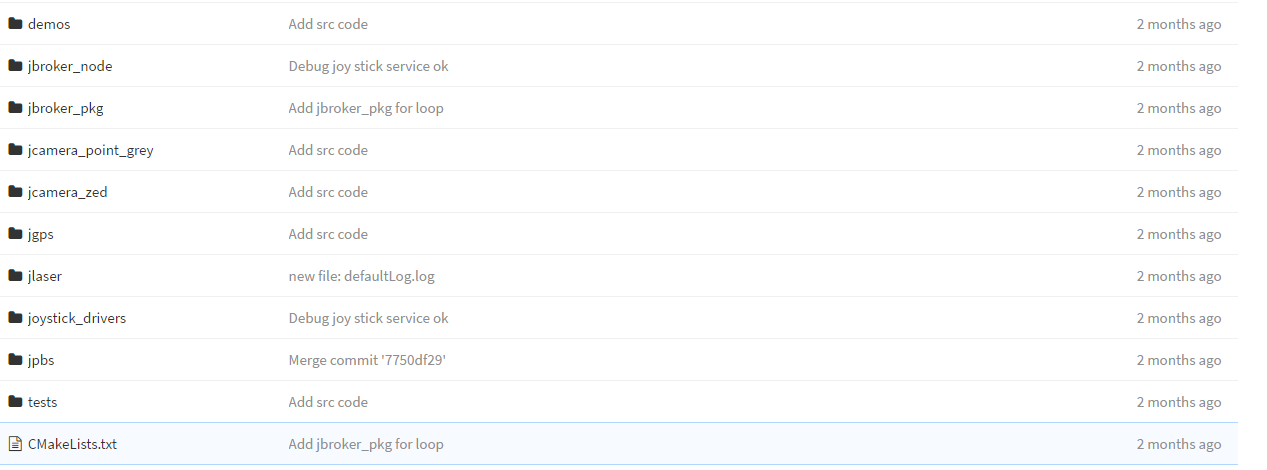 demos Add src code 2 months ago
jbroker_node Debug joy stick service ok 2 months ago
jbroker_pkg Add jbroker_pkg for loop 2 months ago
jcamera_point_grey Add src code 2 months ago
jcamera_zed Add src code 2 months ago
jgps Add src code 2 months ago
jlaser new file: defaultLog.log 2 months ago
joystick_drivers Debug joy stick service ok 2 months ago
jpbs Merge commit '7750df29' 2 months ago
tests Add src code 2 months ago
CMakeLists.txt Add jbroker_pkg for loop 2 months ago